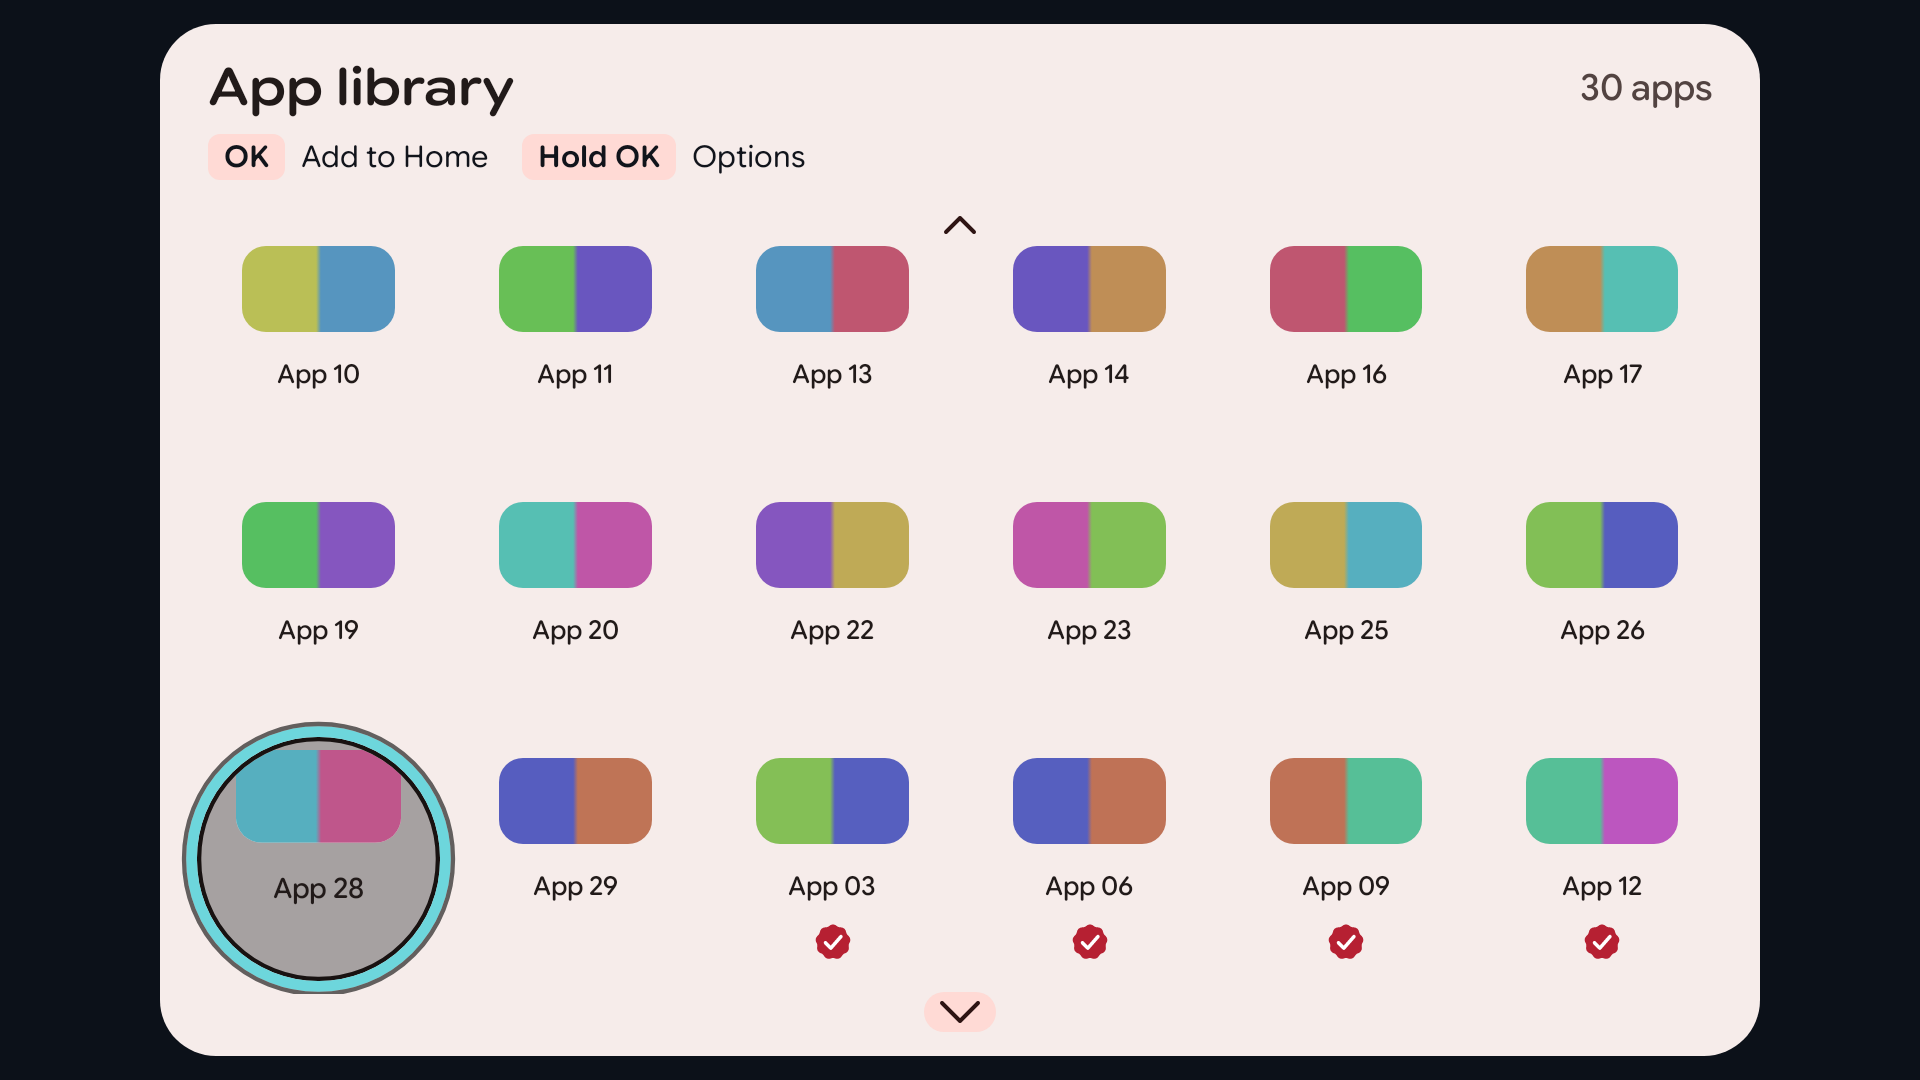 App library
30 apps
OK Add to Home Hold OK Options
App 10
App 11
App 13
App 14
App 16
App 17
App 19
App 20
App 22
App 23
App 25
App 26
App 28
App 29
App 03
App 06
App 09
App 12